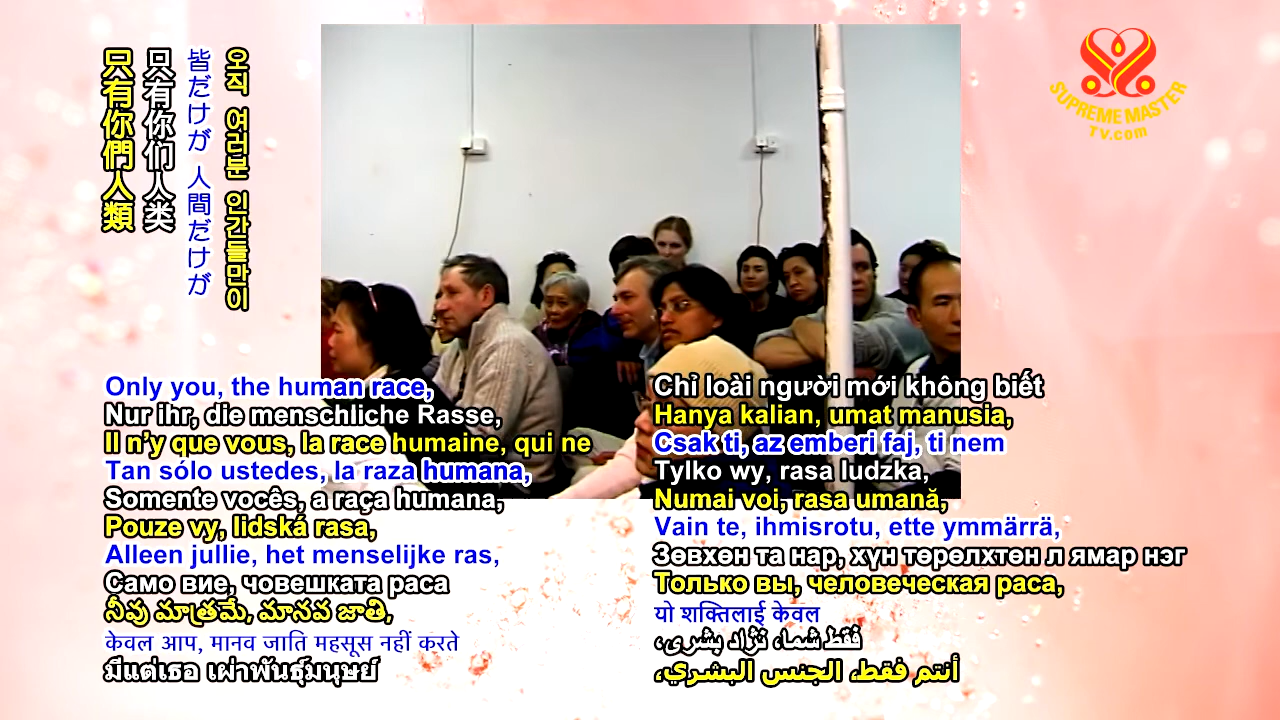 只有你們人類
只有你们人类
皆だけが 人間だけが
오직 여러분 인간들만이
SUPREME MASTER
TV.com
Only you, the human race,
Nur ihr, die menschliche Rasse,
Il n'y que vous, la race humaine, qui ne
Tan sólo ustedes, la raza humana,
Somente vocês, a raça humana,
Pouze vy, lidská rasa,
Alleen jullie, het menselijke ras,
Само вие, човешката раса
నీవు మాత్రమే, మానవ జాతి,
केवल आप, मानव जाति महसूस नहीं करते
มีแต่เธอ เผ่าพันธุ์มนุษย์
Chỉ loài người mới không biết
Hanya kalian, umat manusia,
Csak ti, az emberi faj, ti nem
Tylko wy, rasa ludzka,
Numai voi, rasa umană,
Vain te, ihmisrotu, ette ymmärrä,
Зөвхөн та нар, хүн төрөлхтөн л ямар нэг
Только вы, человеческая раса,
यो शक्तिलाई केवल
فقط شما، نژاد بشری،
أنتم فقط، الجنس البشري،